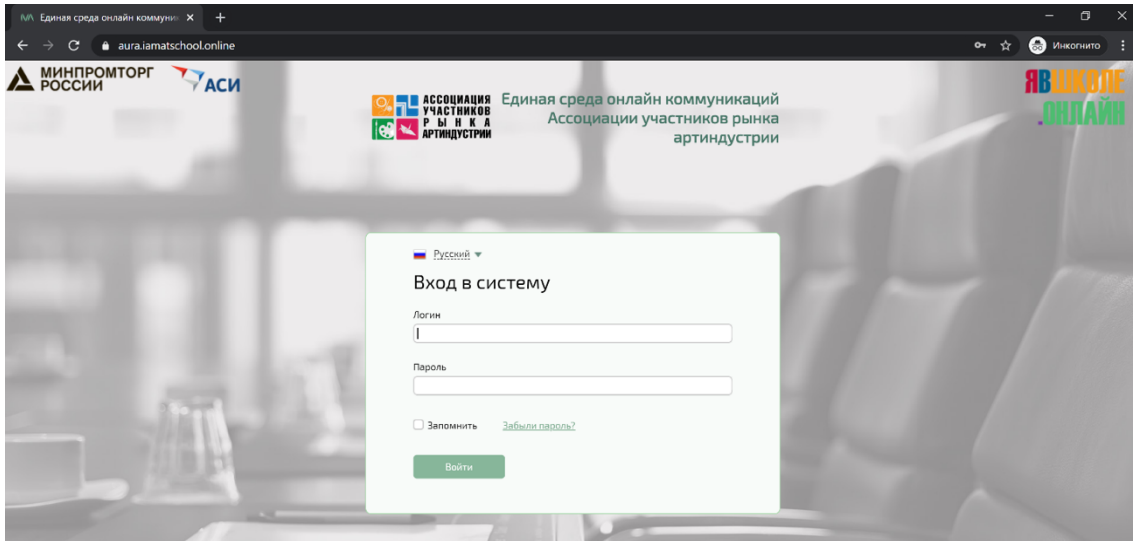 Единая среда онлайн коммуни
aura.iamatschool.online
Инкогнито
МИНПРОМТОРГ
РОССИИ
АСИ
АССОЦИАЦИЯ
УЧАСТНИКОВ
РЫНКА
АРТИНДУСТРИИ
Единая среда онлайн коммуникаций
Ассоциации участников рынка
артиндустрии
ЯВШКОЛЕ
.ОНЛАЙН
Русский
Вход в систему
Логин
Пароль
Запомнить Забыли пароль?
Войти